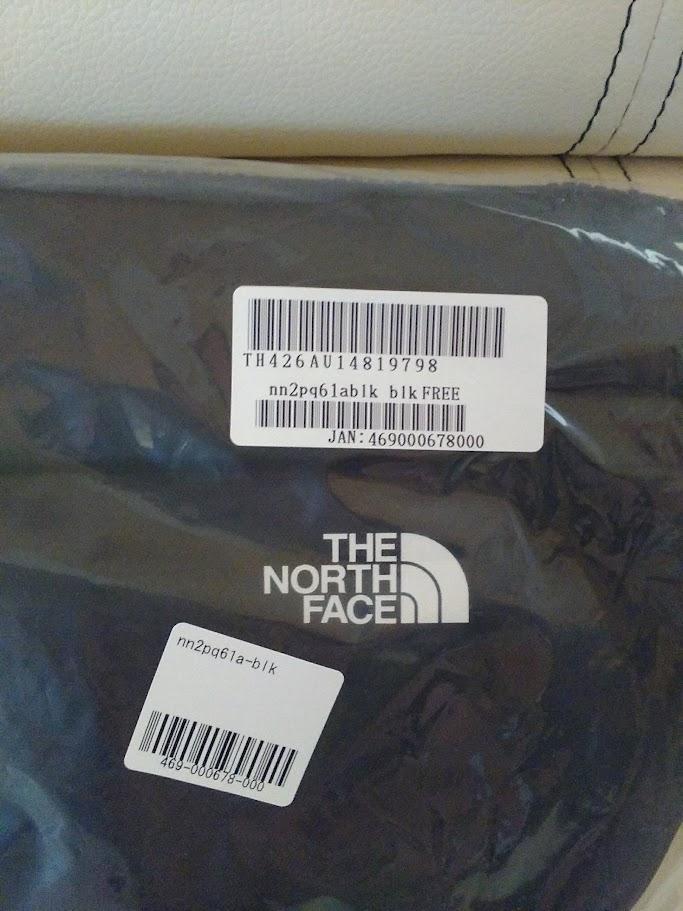 TH426AU14819798
nn2pq61ablk blk FREE
JAN:469000678000
THE
NORTH
FACE
nn2pq61a-blk
469-000678-000